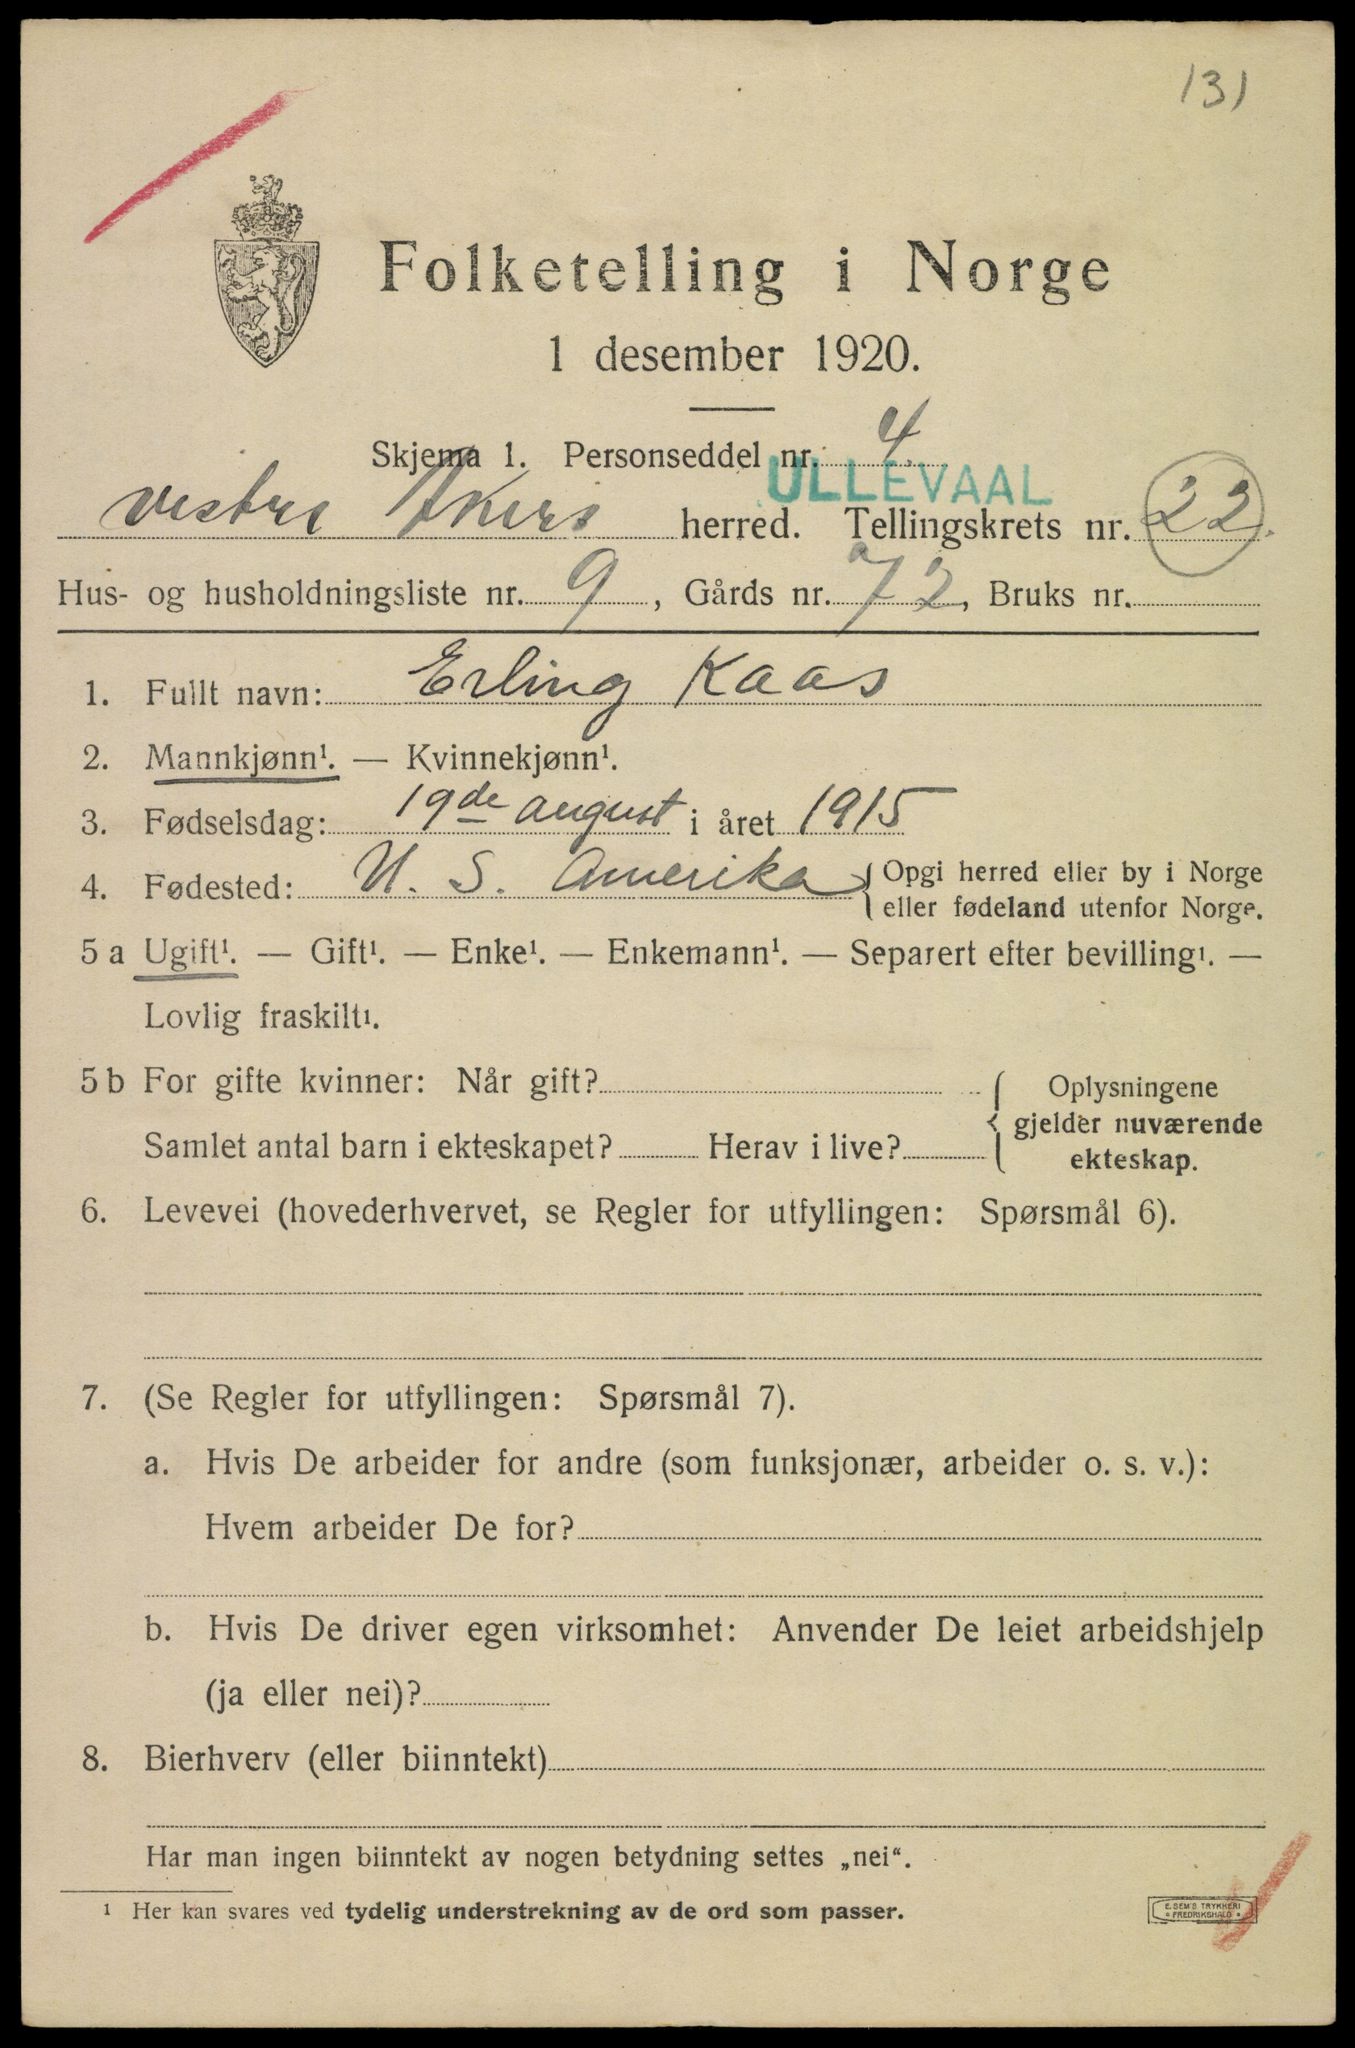 131
Folketelling i Norge
1 desember 1920.
Skjema 1. Personseddel nr. 4.
ULLEVAAL
Vestre Akers herred. Tellingskrets nr. 22.
Hus- og husholdningsliste nr. 9, Gårds nr. 72, Bruks nr.
1. Fullt navn: Erling Kaas
2. Mannkjønn¹. — Kvinnekjønn¹.
3. Fødselsdag: 19de august i året 1915
4. Fødested: U. S. Amerika { Opgi herred eller by i Norge
eller fødeland utenfor Norge.
5 a Ugift¹. — Gift¹. — Enke¹. — Enkemann¹. — Separert efter bevilling¹. —
Lovlig fraskilt¹.
5 b For gifte kvinner: Når gift? { Oplysningene
gjelder nuværende
Samlet antal barn i ekteskapet? Herav i live? ekteskap.
6. Levevei (hovederhvervet, se Regler for utfyllingen: Spørsmål 6).
7. (Se Regler for utfyllingen: Spørsmål 7).
a. Hvis De arbeider for andre (som funksjonær, arbeider o. s. v.):
Hvem arbeider De for?
b. Hvis De driver egen virksomhet: Anvender De leiet arbeidshjelp
(ja eller nei)?
8. Bierhverv (eller biinntekt)
Har man ingen biinntekt av nogen betydning settes „nei“.
¹ Her kan svares ved tydelig understrekning av de ord som passer.
E. SEM'S TRYKKERI
• FREDRIKSHALD •